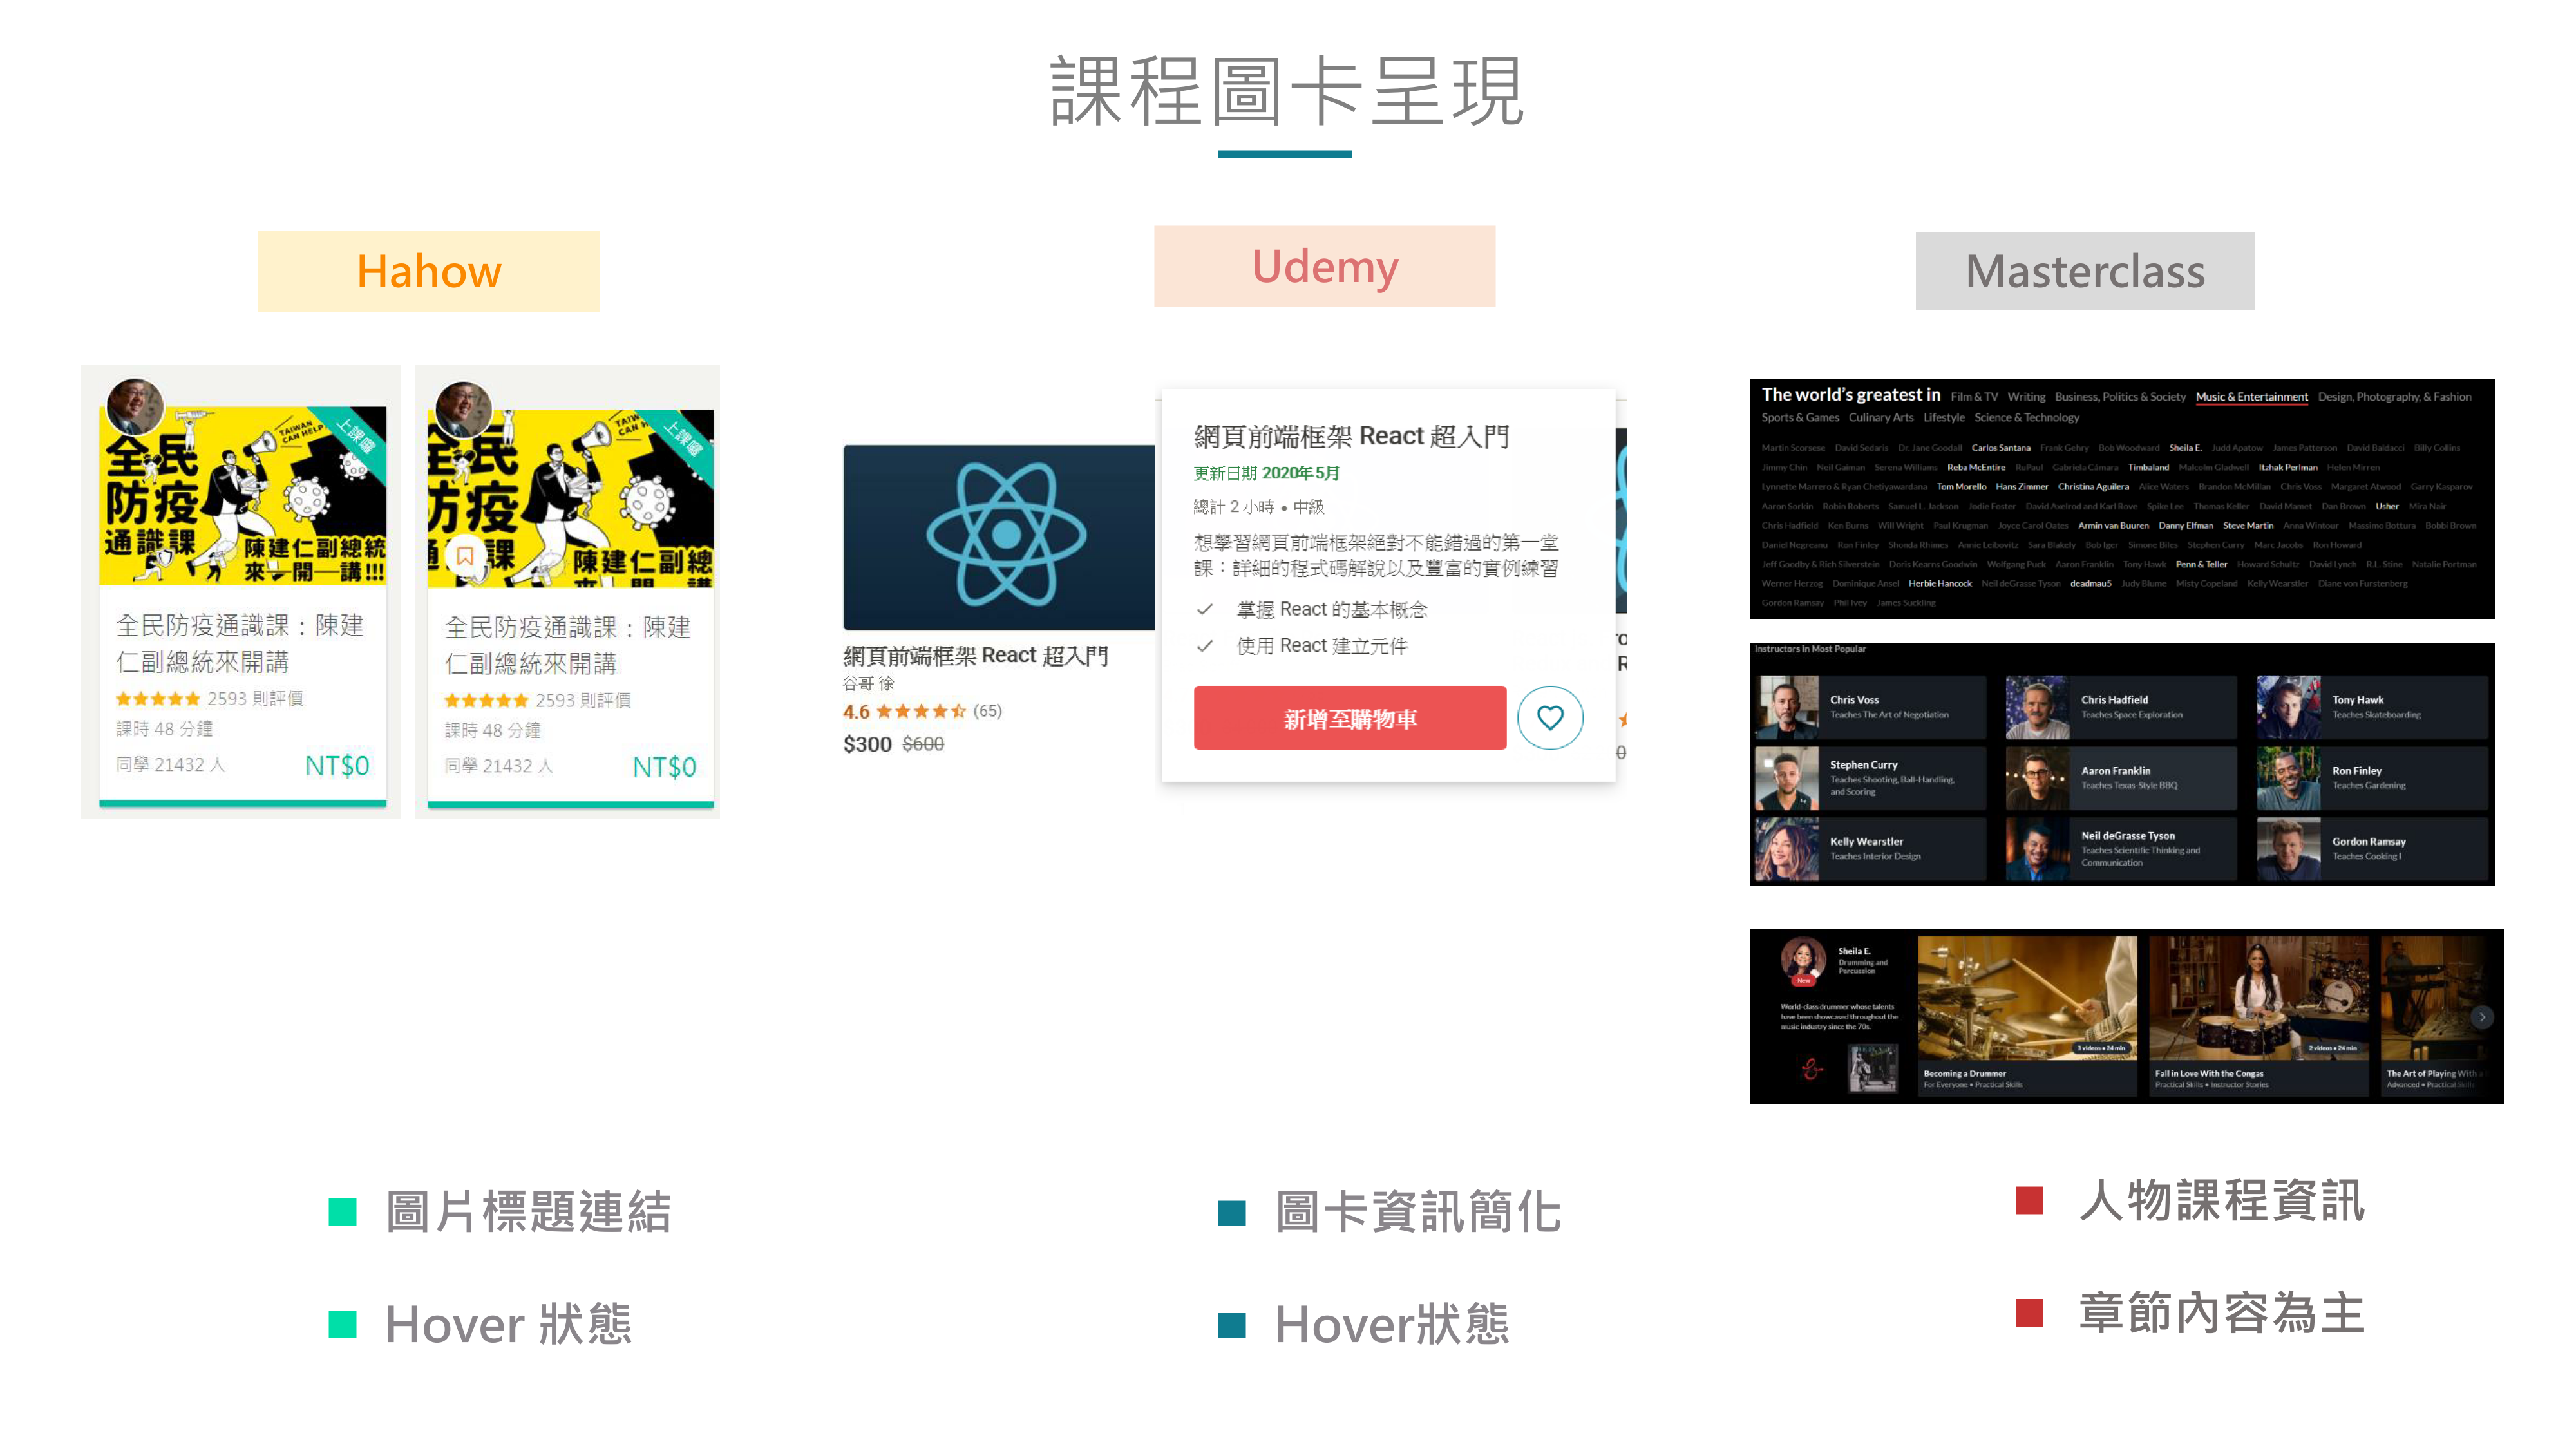 課程圖卡呈現
Hahow
全民
防疫
通識課
TAIWAN
CAN HELP
上課囉
陳建仁副總統
來一開一講!!!
全民防疫通識課：陳建
仁副總統來開講
2593 則評價
課時 48 分鐘
同學 21432 人
NT$0
全民
防疫
課
CAN
上課囉
陳建仁副總
全民防疫通識課：陳建
仁副總統來開講
2593 則評價
課時 48 分鐘
同學 21432 人
NT$0
圖片標題連結
Hover 狀態
Udemy
網頁前端框架 React 超入門
谷哥 徐
4.6 (65)
$300 $600
網頁前端框架 React 超入門
更新日期 2020年5月
總計 2 小時 • 中級
想學習網頁前端框架絕對不能錯過的第一堂
課：詳細的程式碼解說以及豐富的實例練習
掌握 React 的基本概念
使用 React 建立元件
新增至購物車
圖卡資訊簡化
Hover狀態
Masterclass
The world's greatest in Film & TV Writing Business, Politics & Society Music & Entertainment Design, Photography, & Fashion
Sports & Games Culinary Arts Lifestyle Science & Technology
Martin Scorsese David Sedaris Dr. Jane Goodall Carlos Santana Frank Gehry Bob Woodward Sheila E. Judd Apatow James Patterson David Baldacci Billy Collins
Jimmy Chin Neil Gaiman Serena Williams Reba McEntire RuPaul Gabriela Cámara Timbaland Malcolm Gladwell Itzhak Perlman Helen Mirren
Lynnette Marrero & Ryan Chetiyawardana Tom Morello Hans Zimmer Christina Aguilera Alice Waters Brandon McMillan Chris Voss Margaret Atwood Garry Kasparov
Aaron Sorkin Robin Roberts Samuel L. Jackson Jodie Foster David Axelrod and Karl Rove Spike Lee Thomas Keller David Mamet Dan Brown Usher Mira Nair
Chris Hadfield Ken Burns Will Wright Paul Krugman Joyce Carol Oates Armin van Buuren Danny Elfman Steve Martin Anna Wintour Massimo Bottura Bobbi Brown
Daniel Negreanu Ron Finley Shonda Rhimes Annie Leibovitz Sara Blakely Bob Iger Simone Biles Stephen Curry Marc Jacobs Ron Howard
Jeff Goodby & Rich Silverstein Doris Kearns Goodwin Wolfgang Puck Aaron Franklin Tony Hawk Penn & Teller Howard Schultz David Lynch R.L. Stine Natalie Portman
Werner Herzog Dominique Ansel Herbie Hancock Neil deGrasse Tyson deadmau5 Judy Blume Misty Copeland Kelly Wearstler Diane von Furstenberg
Gordon Ramsay Phil Ivey James Suckling
Instructors in Most Popular
Chris Voss
Teaches The Art of Negotiation
Chris Hadfield
Teaches Space Exploration
Tony Hawk
Teaches Skateboarding
Stephen Curry
Teaches Shooting, Ball-Handling,
and Scoring
Aaron Franklin
Teaches Texas-Style BBQ
Ron Finley
Teaches Gardening
Kelly Wearstler
Teaches Interior Design
Neil deGrasse Tyson
Teaches Scientific Thinking and
Communication
Gordon Ramsay
Teaches Cooking I
Sheila E.
Drumming and
Percussion
New
World-class drummer whose talents
have been showcased throughout the
music industry since the 70s.
3 videos • 24 min
Becoming a Drummer
For Everyone • Practical Skills
2 videos • 24 min
Fall in Love With the Congas
Practical Skills • Instructor Stories
The Art of Playing With a
Advanced • Practical Skills
人物課程資訊
章節內容為主